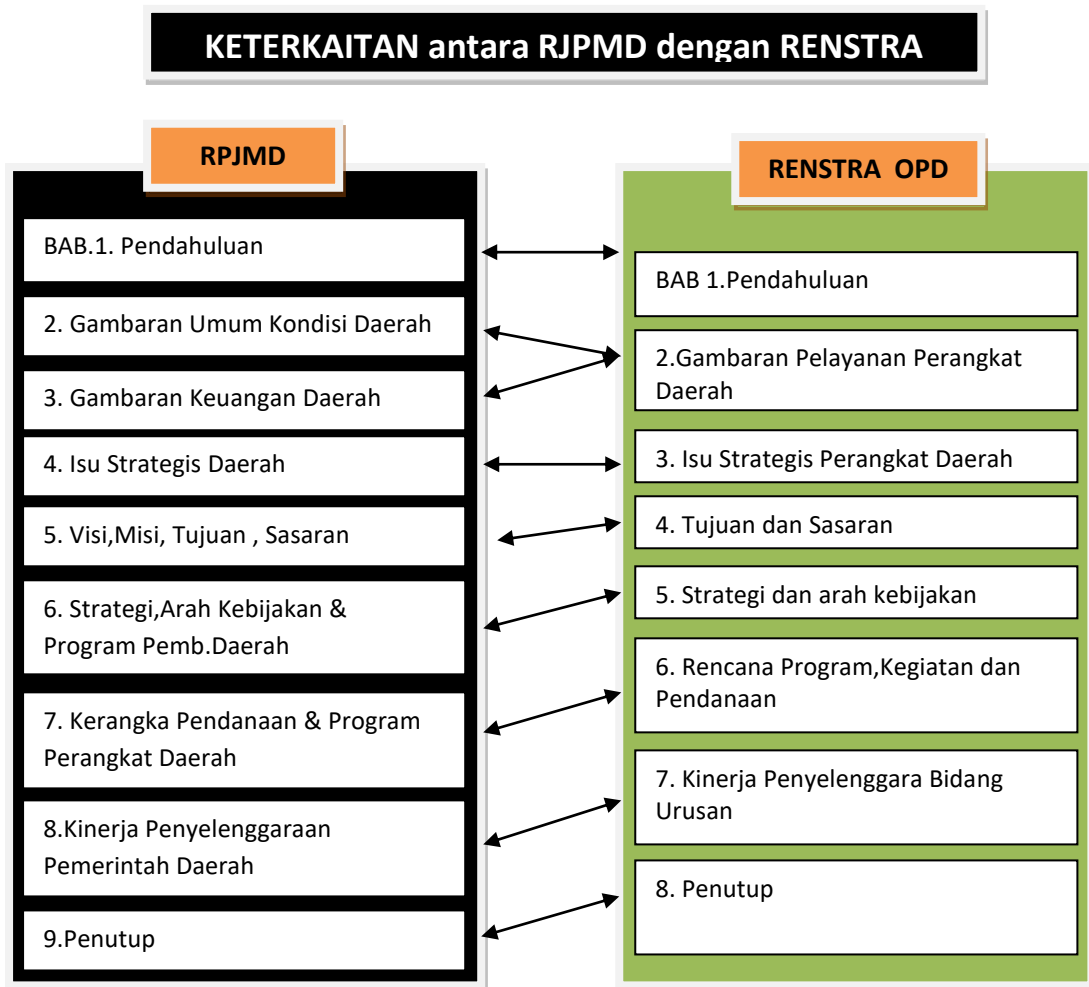 KETERKAITAN antara RJPMD dengan RENSTRA
RPJMD
BAB.1. Pendahuluan
2. Gambaran Umum Kondisi Daerah
3. Gambaran Keuangan Daerah
4. Isu Strategis Daerah
5. Visi,Misi, Tujuan , Sasaran
6. Strategi,Arah Kebijakan &
Program Pemb.Daerah
7. Kerangka Pendanaan & Program
Perangkat Daerah
8.Kinerja Penyelenggaraan
Pemerintah Daerah
9.Penutup
RENSTRA OPD
BAB 1.Pendahuluan
2.Gambaran Pelayanan Perangkat
Daerah
3. Isu Strategis Perangkat Daerah
4. Tujuan dan Sasaran
5. Strategi dan arah kebijakan
6. Rencana Program,Kegiatan dan
Pendanaan
7. Kinerja Penyelenggara Bidang
Urusan
8. Penutup